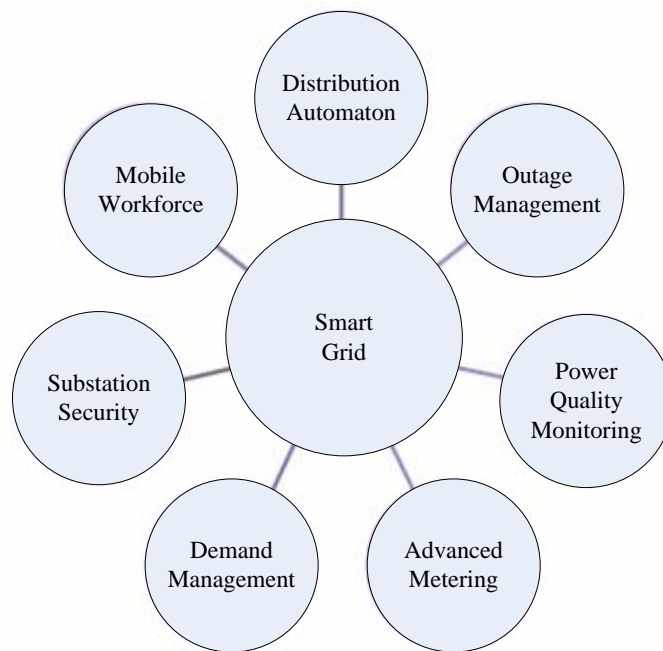 Distribution
Automaton
Mobile
Workforce
Outage
Management
Smart
Grid
Substation
Security
Power
Quality
Monitoring
Demand
Management
Advanced
Metering